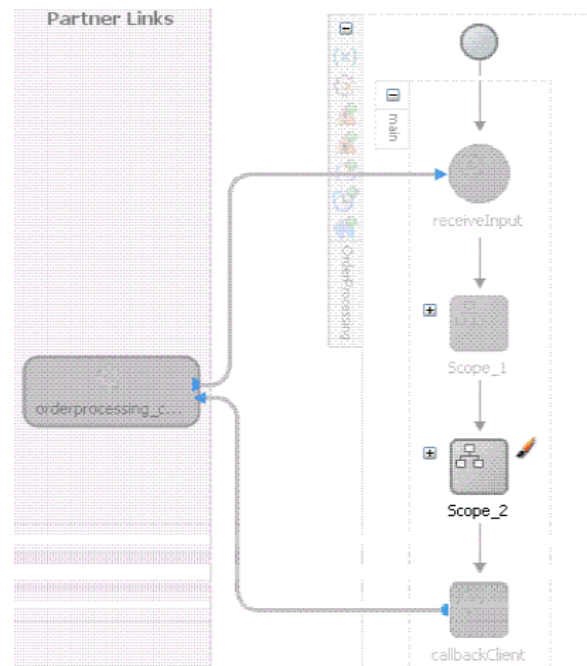 Partner Links
main
receiveInput
OrderProcessing
Scope_1
orderprocessing_c...
Scope_2
callbackClient